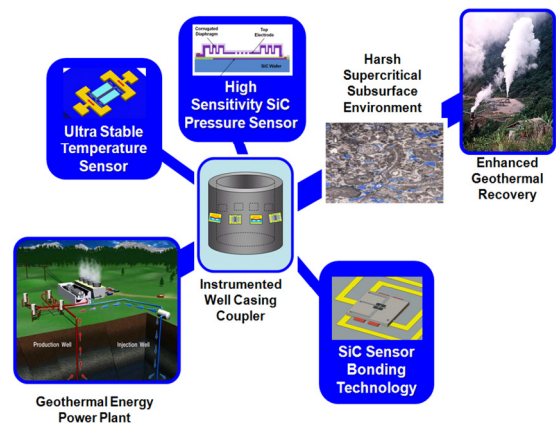 Corrugated
Diaphragm
Top
Electrode
SiC Wafer
High
Sensitivity SiC
Pressure Sensor
Ultra Stable
Temperature
Sensor
Harsh
Supercritical
Subsurface
Environment
Enhanced
Geothermal
Recovery
Instrumented
Well Casing
Coupler
Production Well
Injection Well
Geothermal Energy
Power Plant
SiC Sensor
Bonding
Technology